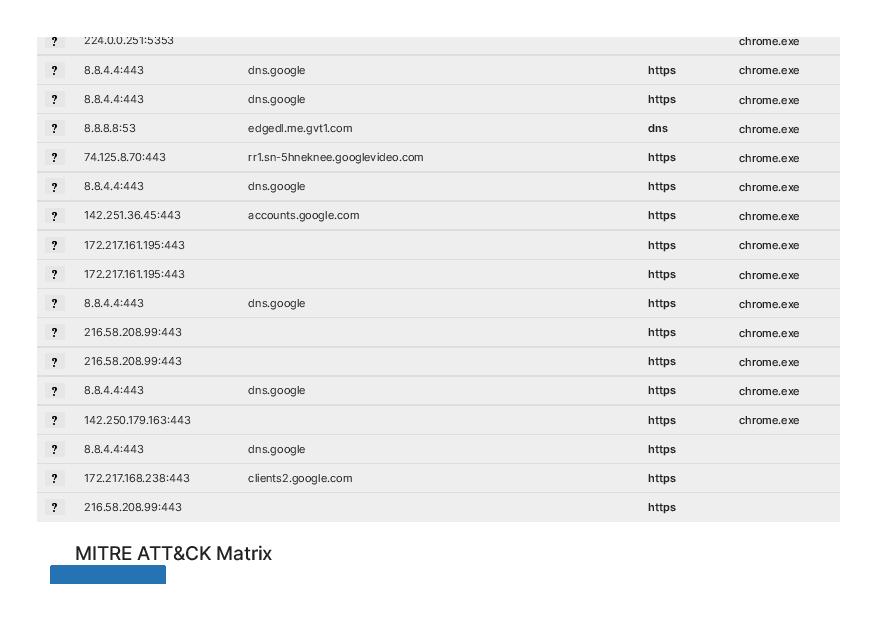 ? 224.0.0.251:5353 chrome.exe
? 8.8.4.4:443 dns.google https chrome.exe
? 8.8.4.4:443 dns.google https chrome.exe
? 8.8.8.8:53 edgedl.me.gvt1.com dns chrome.exe
? 74.125.8.70:443 rr1.sn-5hneknee.googlevideo.com https chrome.exe
? 8.8.4.4:443 dns.google https chrome.exe
? 142.251.36.45:443 accounts.google.com https chrome.exe
? 172.217.161.195:443 https chrome.exe
? 172.217.161.195:443 https chrome.exe
? 8.8.4.4:443 dns.google https chrome.exe
? 216.58.208.99:443 https chrome.exe
? 216.58.208.99:443 https chrome.exe
? 8.8.4.4:443 dns.google https chrome.exe
? 142.250.179.163:443 https chrome.exe
? 8.8.4.4:443 dns.google https
? 172.217.168.238:443 clients2.google.com https
? 216.58.208.99:443 https
MITRE ATT&CK Matrix